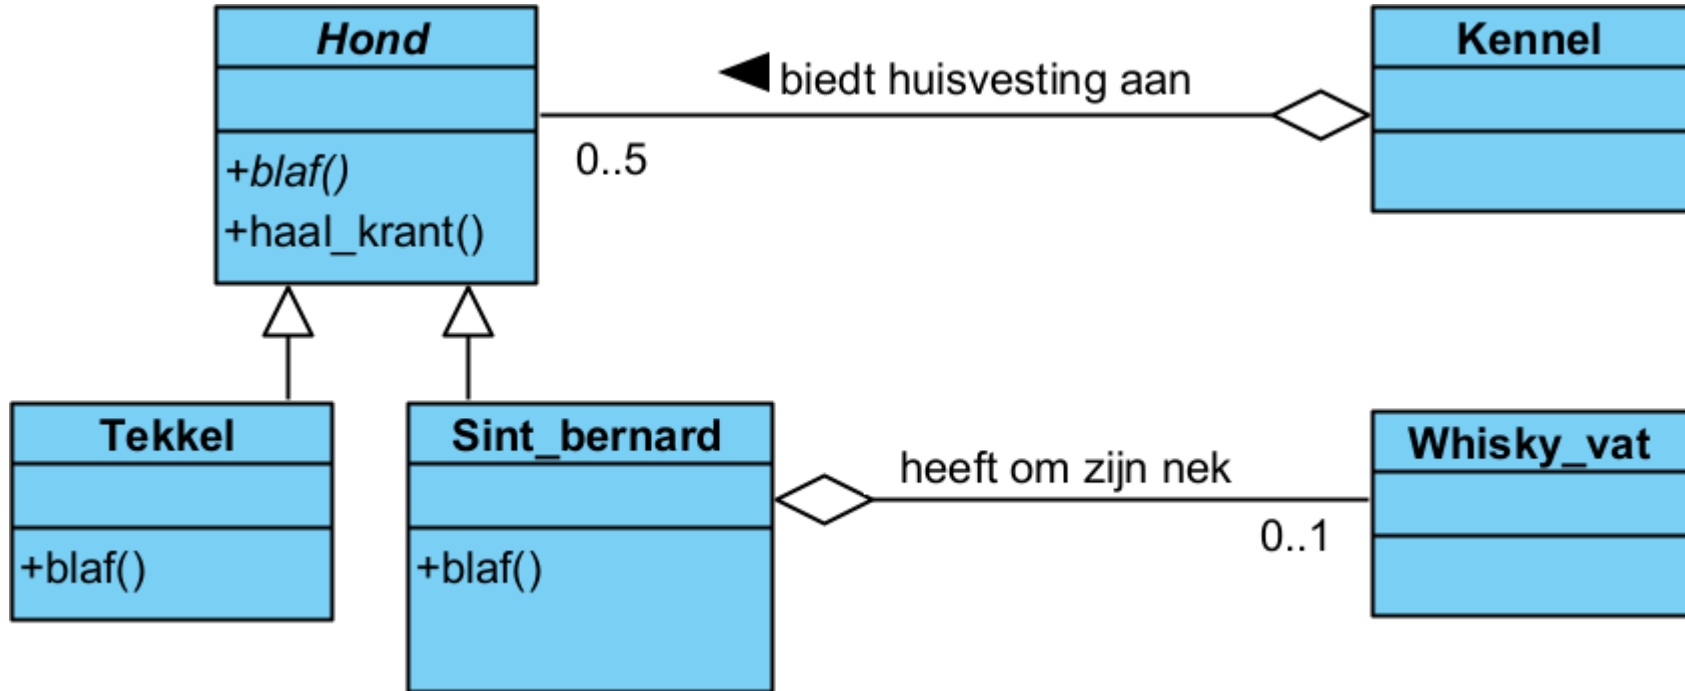 Hond
+blaf()
+haal_krant()
biedt huisvesting aan
0..5
Kennel
Tekkel
+blaf()
Sint_bernard
+blaf()
heeft om zijn nek
0..1
Whisky_vat